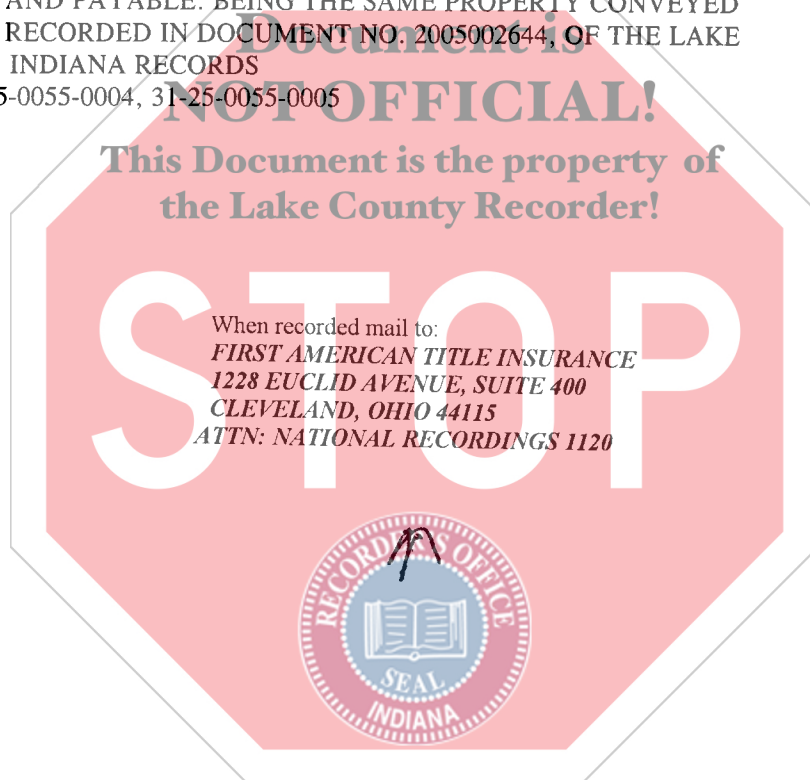 AND PAYABLE. BEING THE SAME PROPERTY CONVEYED
Document is
RECORDED IN DOCUMENT NO. 2005002644, OF THE LAKE
INDIANA RECORDS
5-0055-0004, 31-25-0055-0005
NOT OFFICIAL!
This Document is the property of
the Lake County Recorder!
STOP
When recorded mail to:
FIRST AMERICAN TITLE INSURANCE
1228 EUCLID AVENUE, SUITE 400
CLEVELAND, OHIO 44115
ATTN: NATIONAL RECORDINGS 1120
RECORDER'S OFFICE
SEAL
INDIANA